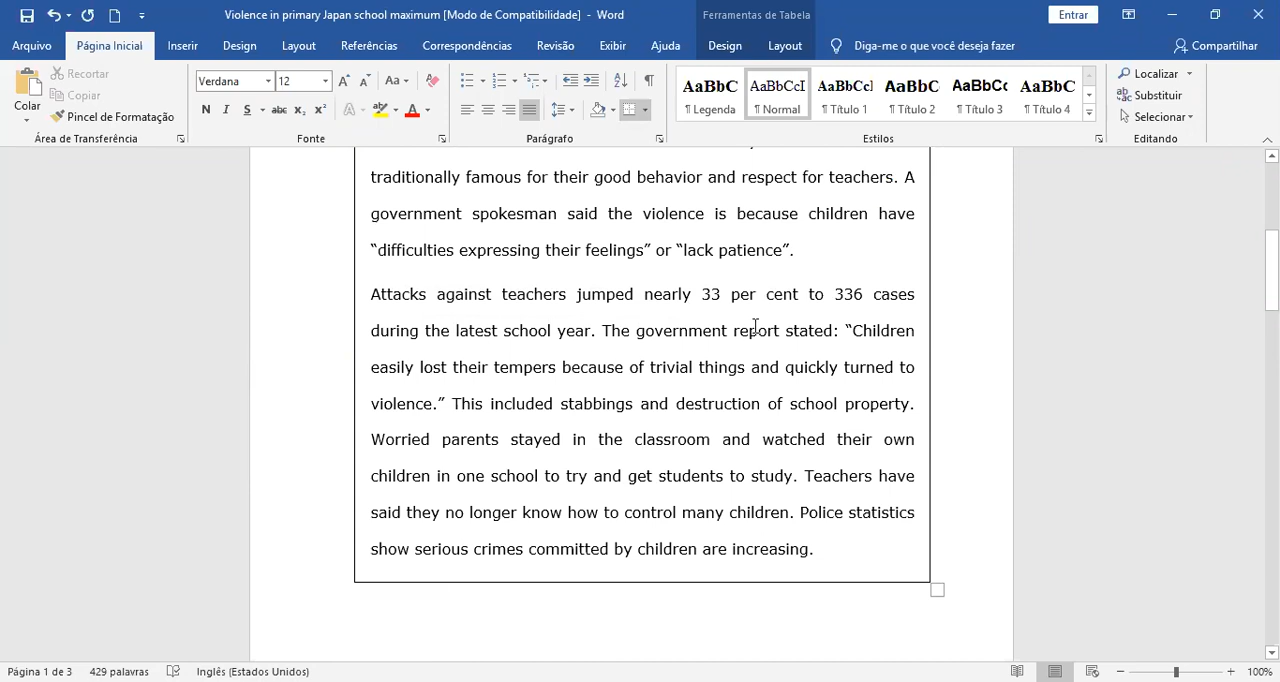 Violence in primary Japan school maximum [Modo de Compatibilidade] - Word
Ferramentas de Tabela
Entrar
Arquivo Página Inicial Inserir Design Layout Referências Correspondências Revisão Exibir Ajuda Design Layout Diga-me o que você deseja fazer Compartilhar
Colar
Recortar
Copiar
Pincel de Formatação
Área de Transferência
Verdana 12
N I S abc x₂ x²
Fonte
Parágrafo
AaBbC AaBbCcI AaBbCcI AaBbC AaBbCc AaBbC
¶ Legenda ¶ Normal ¶ Título 1 ¶ Título 2 ¶ Título 3 ¶ Título 4
Estilos
Localizar
Substituir
Selecionar
Editando
traditionally famous for their good behavior and respect for teachers. A
government spokesman said the violence is because children have
“difficulties expressing their feelings” or “lack patience”.
Attacks against teachers jumped nearly 33 per cent to 336 cases
during the latest school year. The government report stated: “Children
easily lost their tempers because of trivial things and quickly turned to
violence.” This included stabbings and destruction of school property.
Worried parents stayed in the classroom and watched their own
children in one school to try and get students to study. Teachers have
said they no longer know how to control many children. Police statistics
show serious crimes committed by children are increasing.
Página 1 de 3 429 palavras Inglês (Estados Unidos) 100%